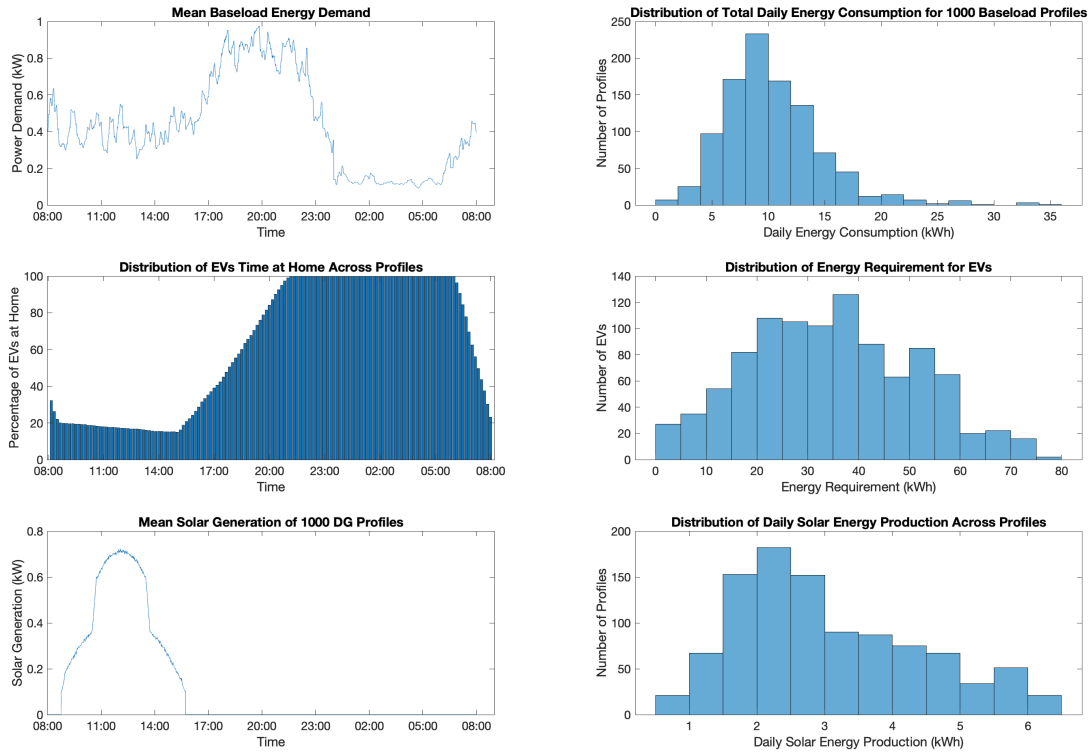 Mean Baseload Energy Demand
Power Demand (kW)
1
0.8
0.6
0.4
0.2
0
08:00 11:00 14:00 17:00 20:00 23:00 02:00 05:00 08:00
Time
Distribution of Total Daily Energy Consumption for 1000 Baseload Profiles
Number of Profiles
250
200
150
100
50
0
0 5 10 15 20 25 30 35
Daily Energy Consumption (kWh)
Distribution of EVs Time at Home Across Profiles
Percentage of EVs at Home
100
80
60
40
20
0
08:00 11:00 14:00 17:00 20:00 23:00 02:00 05:00 08:00
Time
Distribution of Energy Requirement for EVs
Number of EVs
140
120
100
80
60
40
20
0
0 10 20 30 40 50 60 70 80
Energy Requirement (kWh)
Mean Solar Generation of 1000 DG Profiles
Solar Generation (kW)
0.8
0.6
0.4
0.2
0
08:00 11:00 14:00 17:00 20:00 23:00 02:00 05:00 08:00
Time
Distribution of Daily Solar Energy Production Across Profiles
Number of Profiles
200
150
100
50
0
1 2 3 4 5 6
Daily Solar Energy Production (kWh)